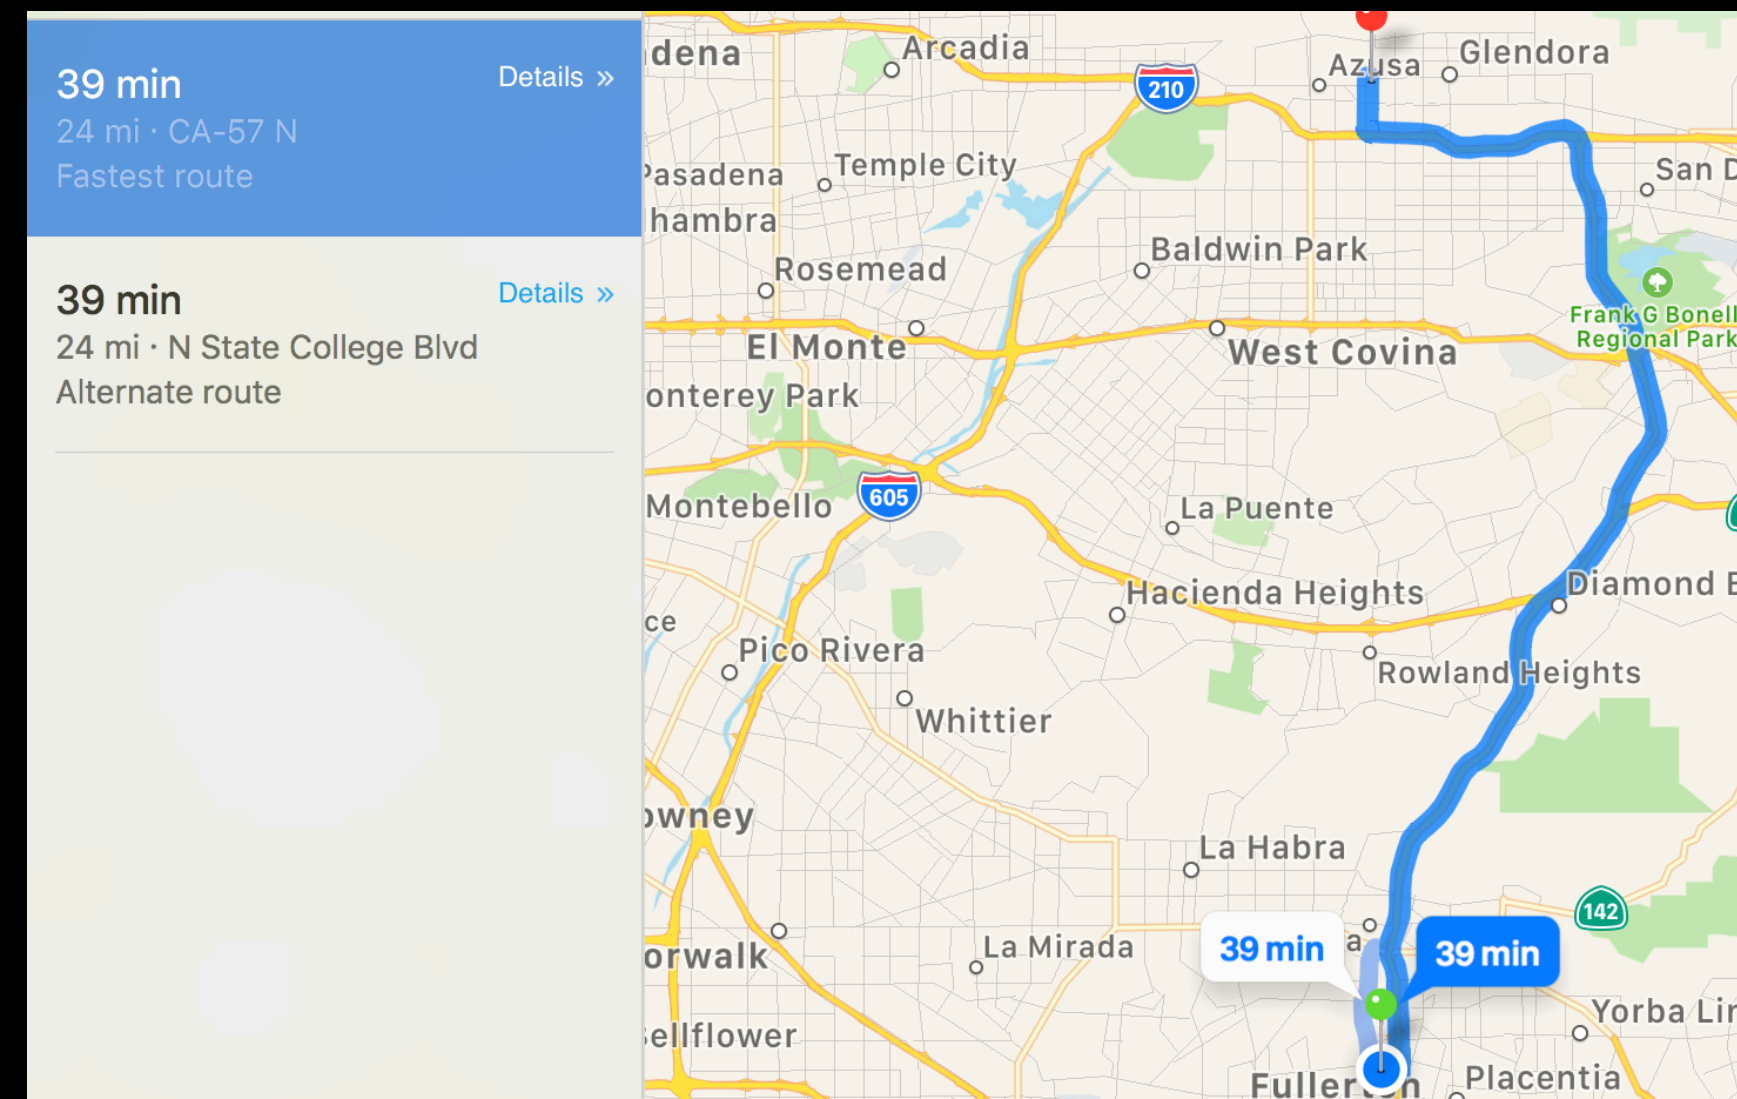 39 min
Details »
24 mi · CA-57 N
Fastest route
39 min
Details »
24 mi · N State College Blvd
Alternate route
dena
Arcadia
210
Azusa
Glendora
Temple City
Pasadena
San D
hambra
Baldwin Park
Rosemead
Frank G Bonell
Regional Park
El Monte
West Covina
onterey Park
605
Montebello
La Puente
Diamond B
Hacienda Heights
ce
Pico Rivera
Rowland Heights
Whittier
owney
La Habra
142
39 min
a
39 min
La Mirada
orwalk
Yorba Lin
Bellflower
Fullerton
Placentia